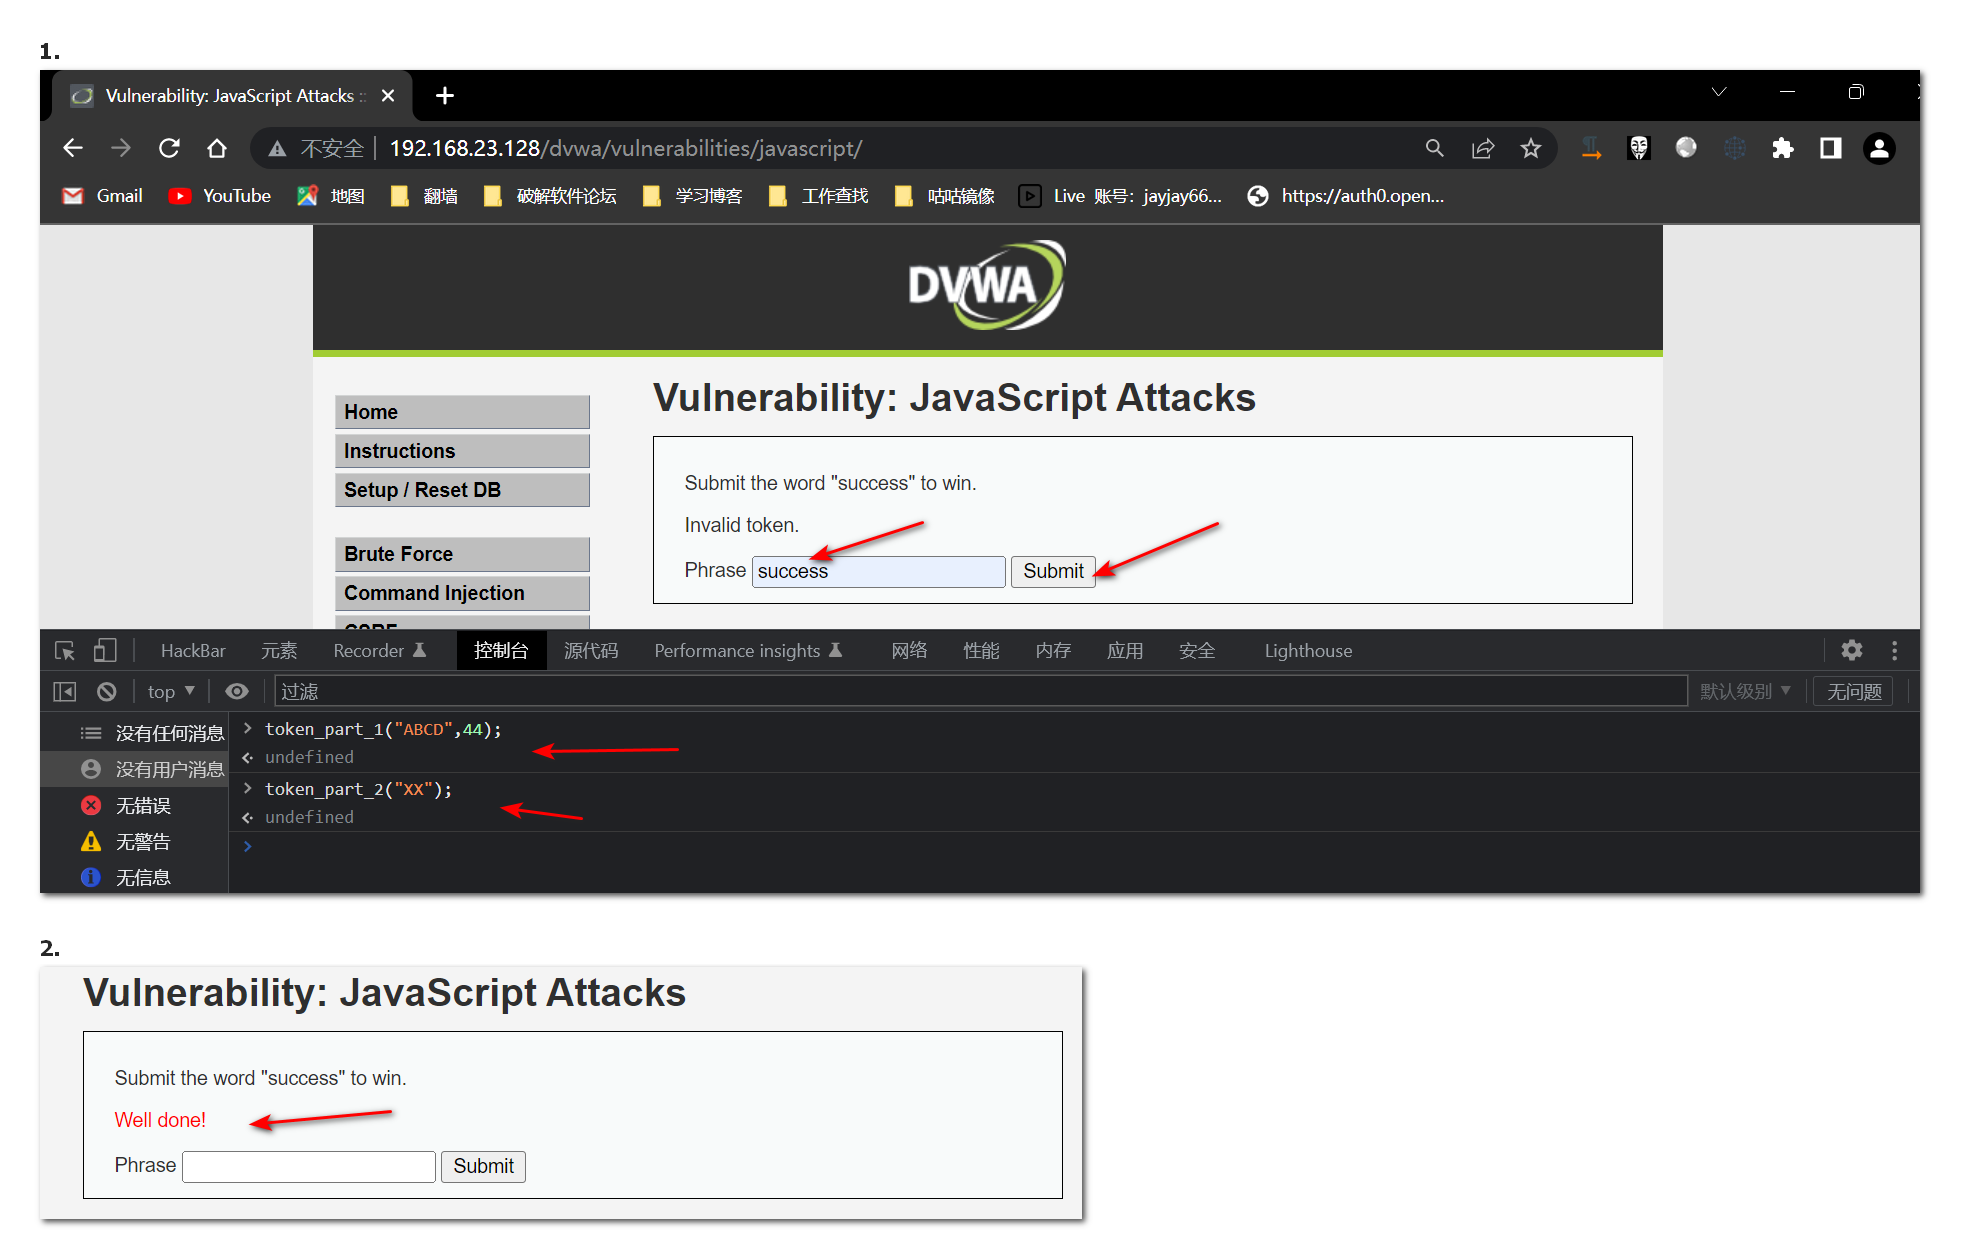 1.
Vulnerability: JavaScript Attacks ::
不安全 192.168.23.128/dvwa/vulnerabilities/javascript/
Gmail YouTube 地图 翻墙 破解软件论坛 学习博客 工作查找 咕咕镜像 Live 账号：jayjay66... https://auth0.open...
DVWA
Vulnerability: JavaScript Attacks
Home
Instructions
Setup / Reset DB
Brute Force
Command Injection
CSRF
Submit the word "success" to win.
Invalid token.
Phrase success Submit
HackBar 元素 Recorder 控制台 源代码 Performance insights 网络 性能 内存 应用 安全 Lighthouse
top 过滤 默认级别 无问题
没有任何消息
没有用户消息
无错误
无警告
无信息
token_part_1("ABCD",44);
undefined
token_part_2("XX");
undefined
2.
Vulnerability: JavaScript Attacks
Submit the word "success" to win.
Well done!
Phrase Submit